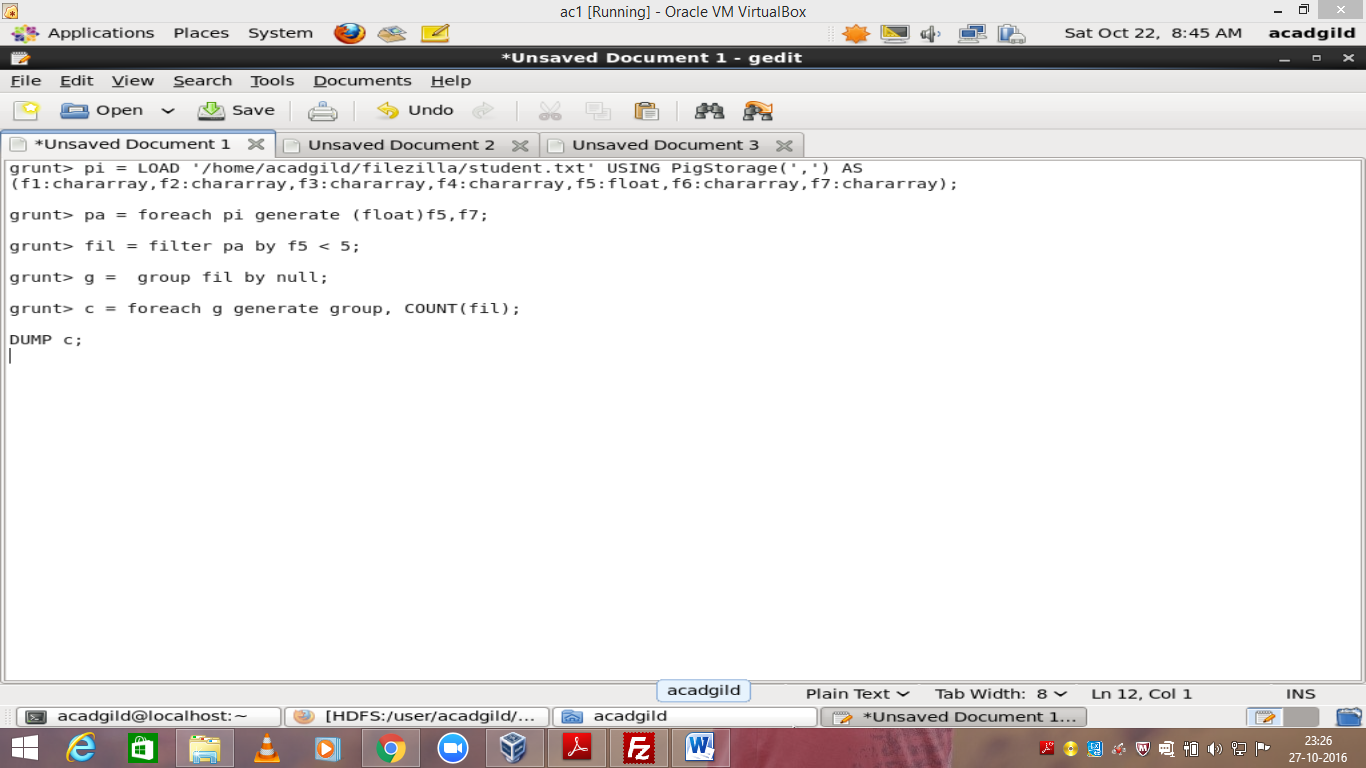 ac1 [Running] - Oracle VM VirtualBox
Applications Places System Sat Oct 22, 8:45 AM acadgild
*Unsaved Document 1 - gedit
File Edit View Search Tools Documents Help
Open Save Undo
*Unsaved Document 1 Unsaved Document 2 Unsaved Document 3
grunt> pi = LOAD '/home/acadgild/filezilla/student.txt' USING PigStorage(',') AS
(f1:chararray,f2:chararray,f3:chararray,f4:chararray,f5:float,f6:chararray,f7:chararray);
grunt> pa = foreach pi generate (float)f5,f7;
grunt> fil = filter pa by f5 < 5;
grunt> g =  group fil by null;
grunt> c = foreach g generate group, COUNT(fil);
DUMP c;
acadgild
Plain Text Tab Width: 8 Ln 12, Col 1 INS
acadgild@localhost:~ [HDFS:/user/acadgild/... acadgild *Unsaved Document 1...
23:26
27-10-2016